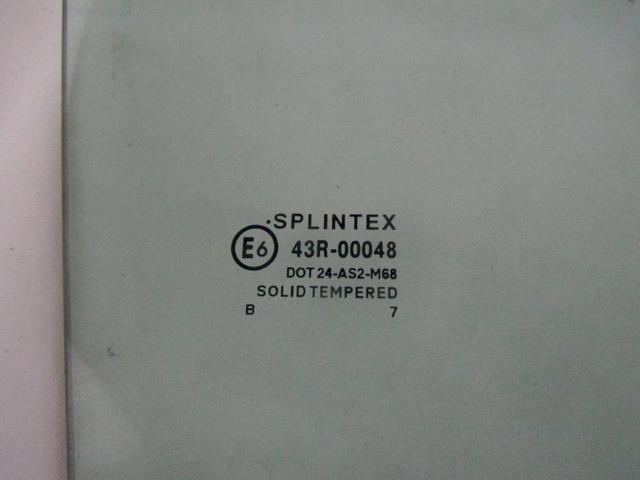 ·SPLINTEX
E6 43R-00048
DOT 24-AS2-M68
SOLID TEMPERED
B 7